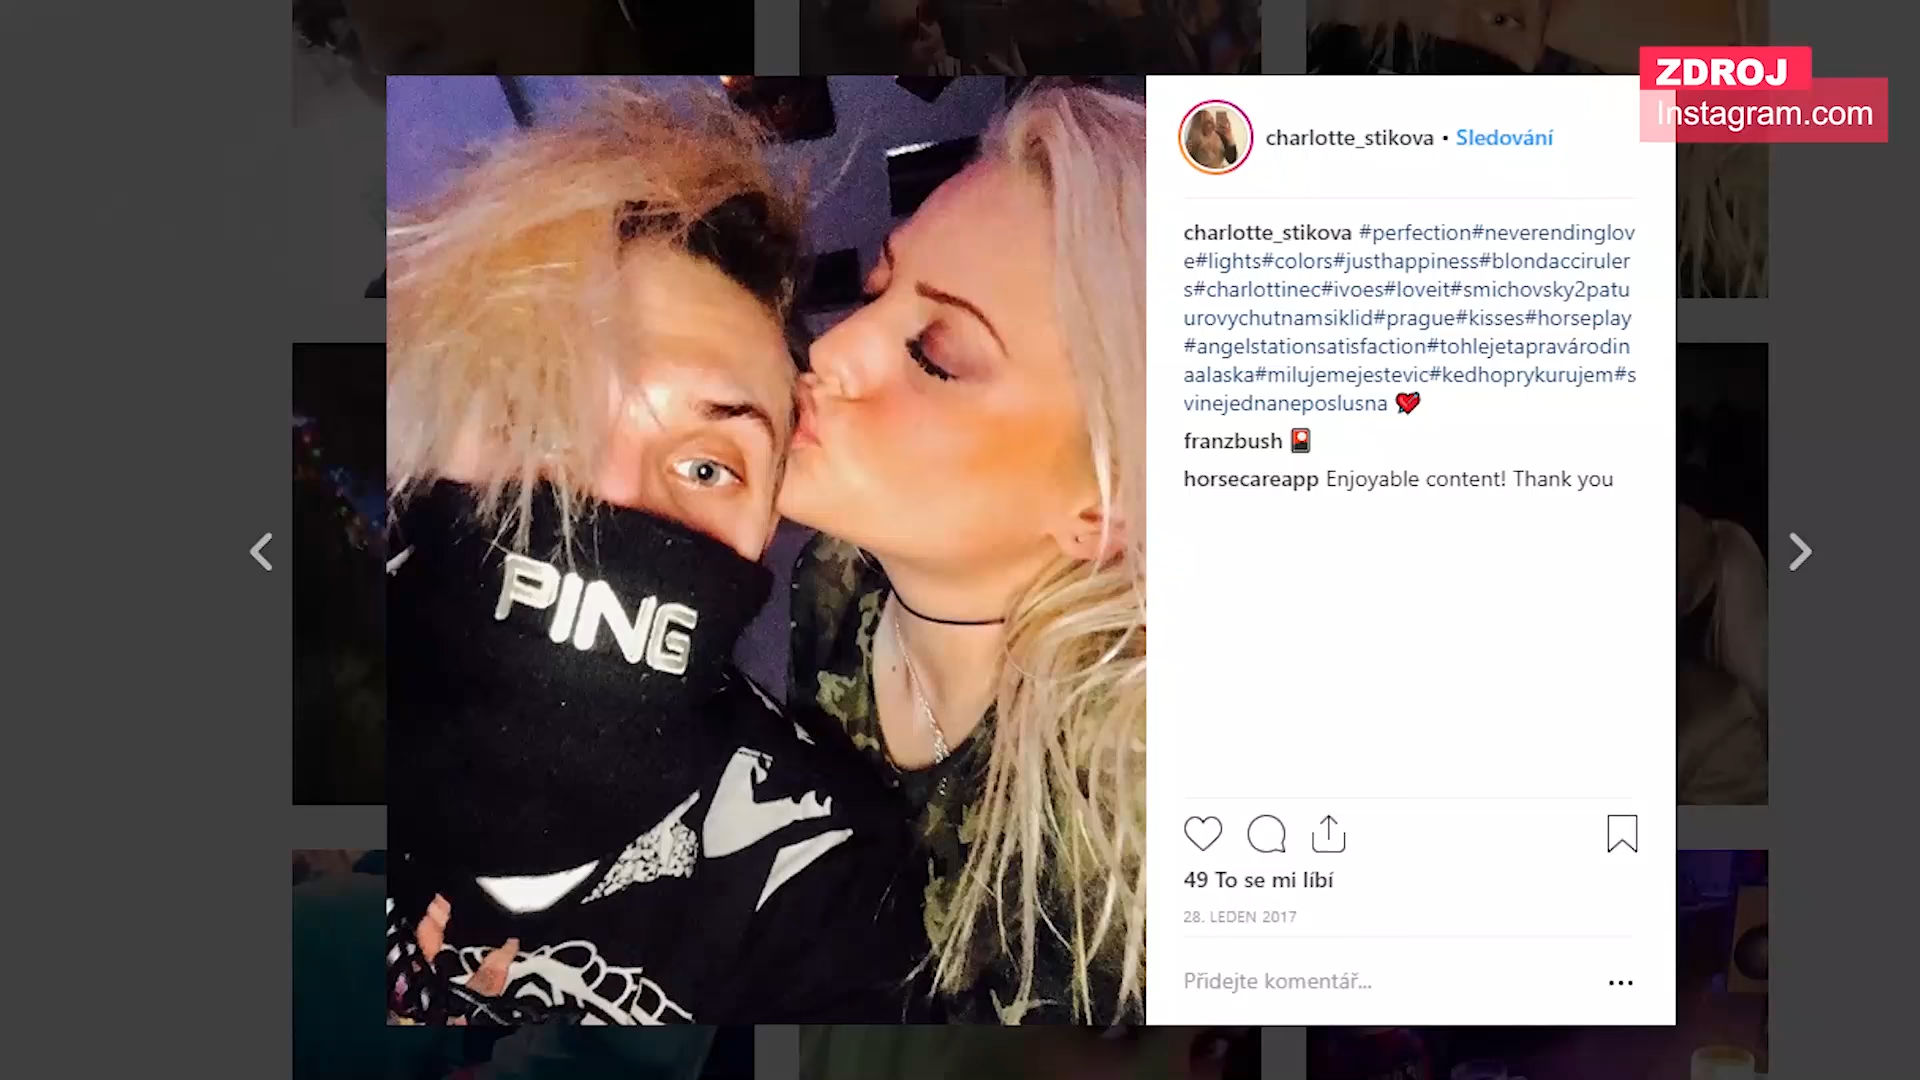 ZDROJ
Instagram.com
charlotte_stikova • Sledování
charlotte_stikova #perfection#neverendinglov
e#lights#colors#justhappiness#blondacciruler
s#charlottinec#ivoes#loveit#smichovsky2patu
urovychutnamsiklid#prague#kisses#horseplay
#angelstationsatisfaction#tohlejetapravárodin
aalaska#milujemejestevic#kedhoprykurujem#s
vinejednaneposlusna
franzbush
horsecareapp Enjoyable content! Thank you
PING
49 To se mi líbí
28. LEDEN 2017
Přidejte komentář...